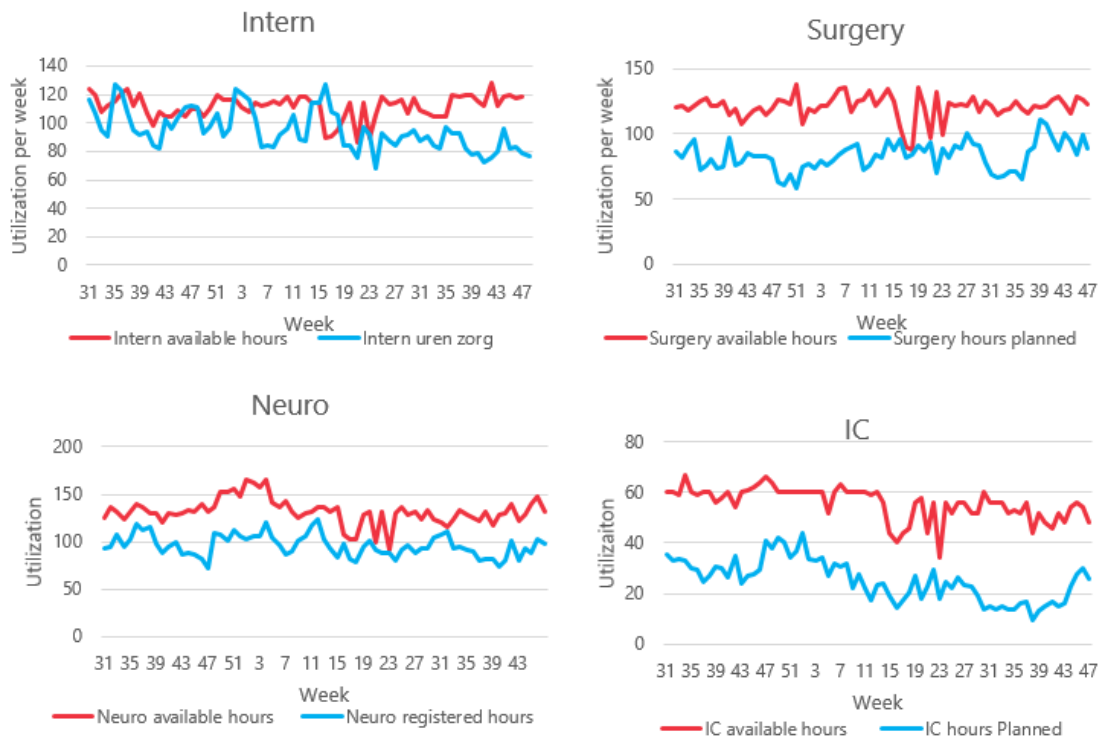 Intern
Utilization per week
140
120
100
80
60
40
20
0
31 35 39 43 47 51 3 7 11 15 19 23 27 31 35 39 43 47
Week
Intern available hours Intern uren zorg
Surgery
Utilization per week
150
100
50
0
31 35 39 43 47 51 3 7 11 15 19 23 27 31 35 39 43 47
Week
Surgery available hours Surgery hours planned
Neuro
Utilization
200
150
100
50
0
31 35 39 43 47 51 3 7 11 15 19 23 27 31 35 39 43
Week
Neuro available hours Neuro registered hours
IC
Utilizaiton
80
60
40
20
0
31 35 39 43 47 51 3 7 11 15 19 23 27 31 35 39 43 47
Week
IC available hours IC hours Planned